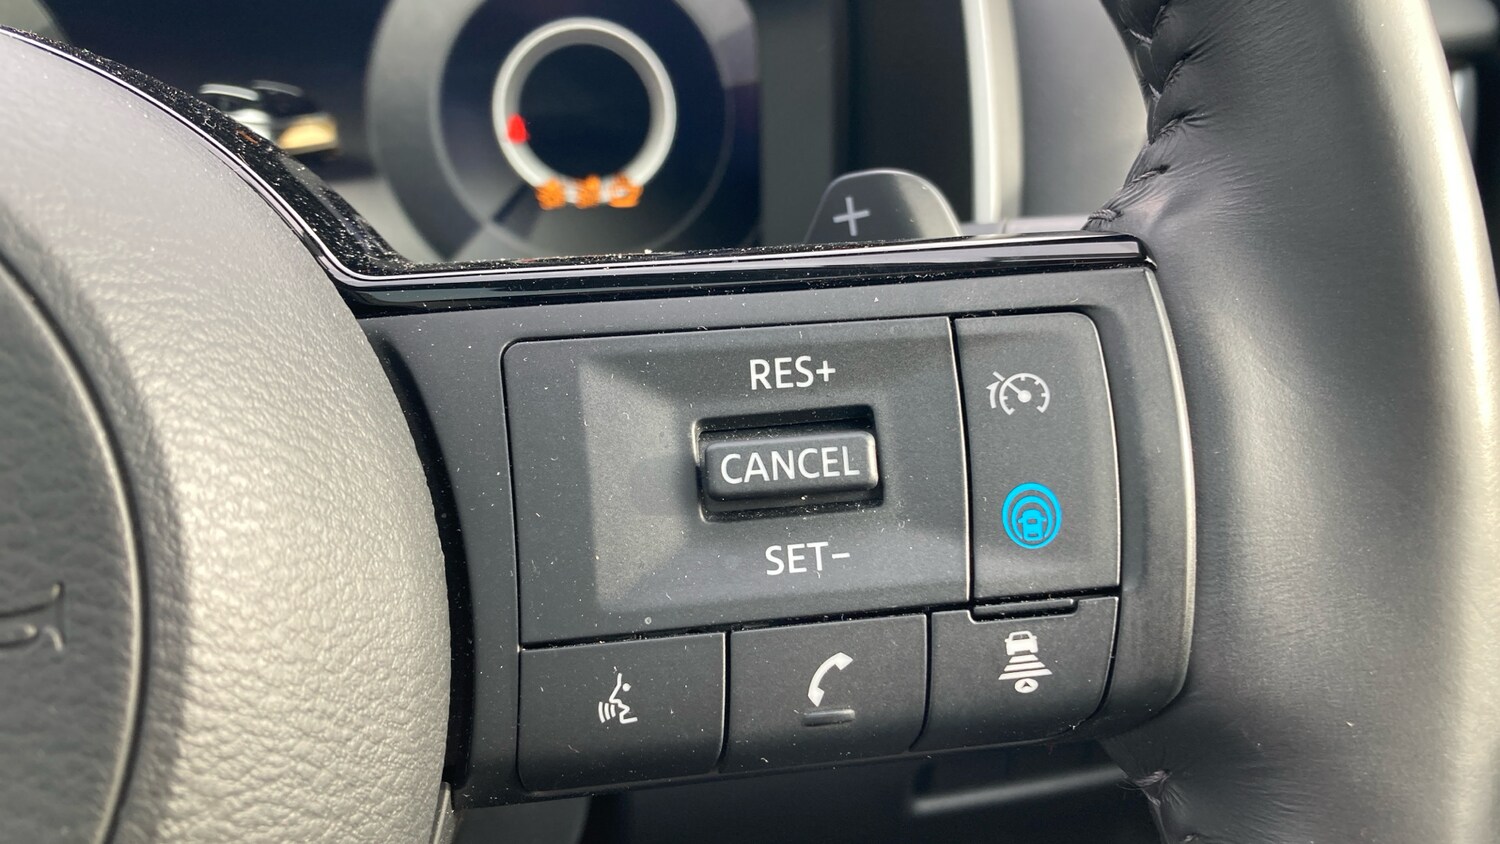 +
RES+
CANCEL
SET-